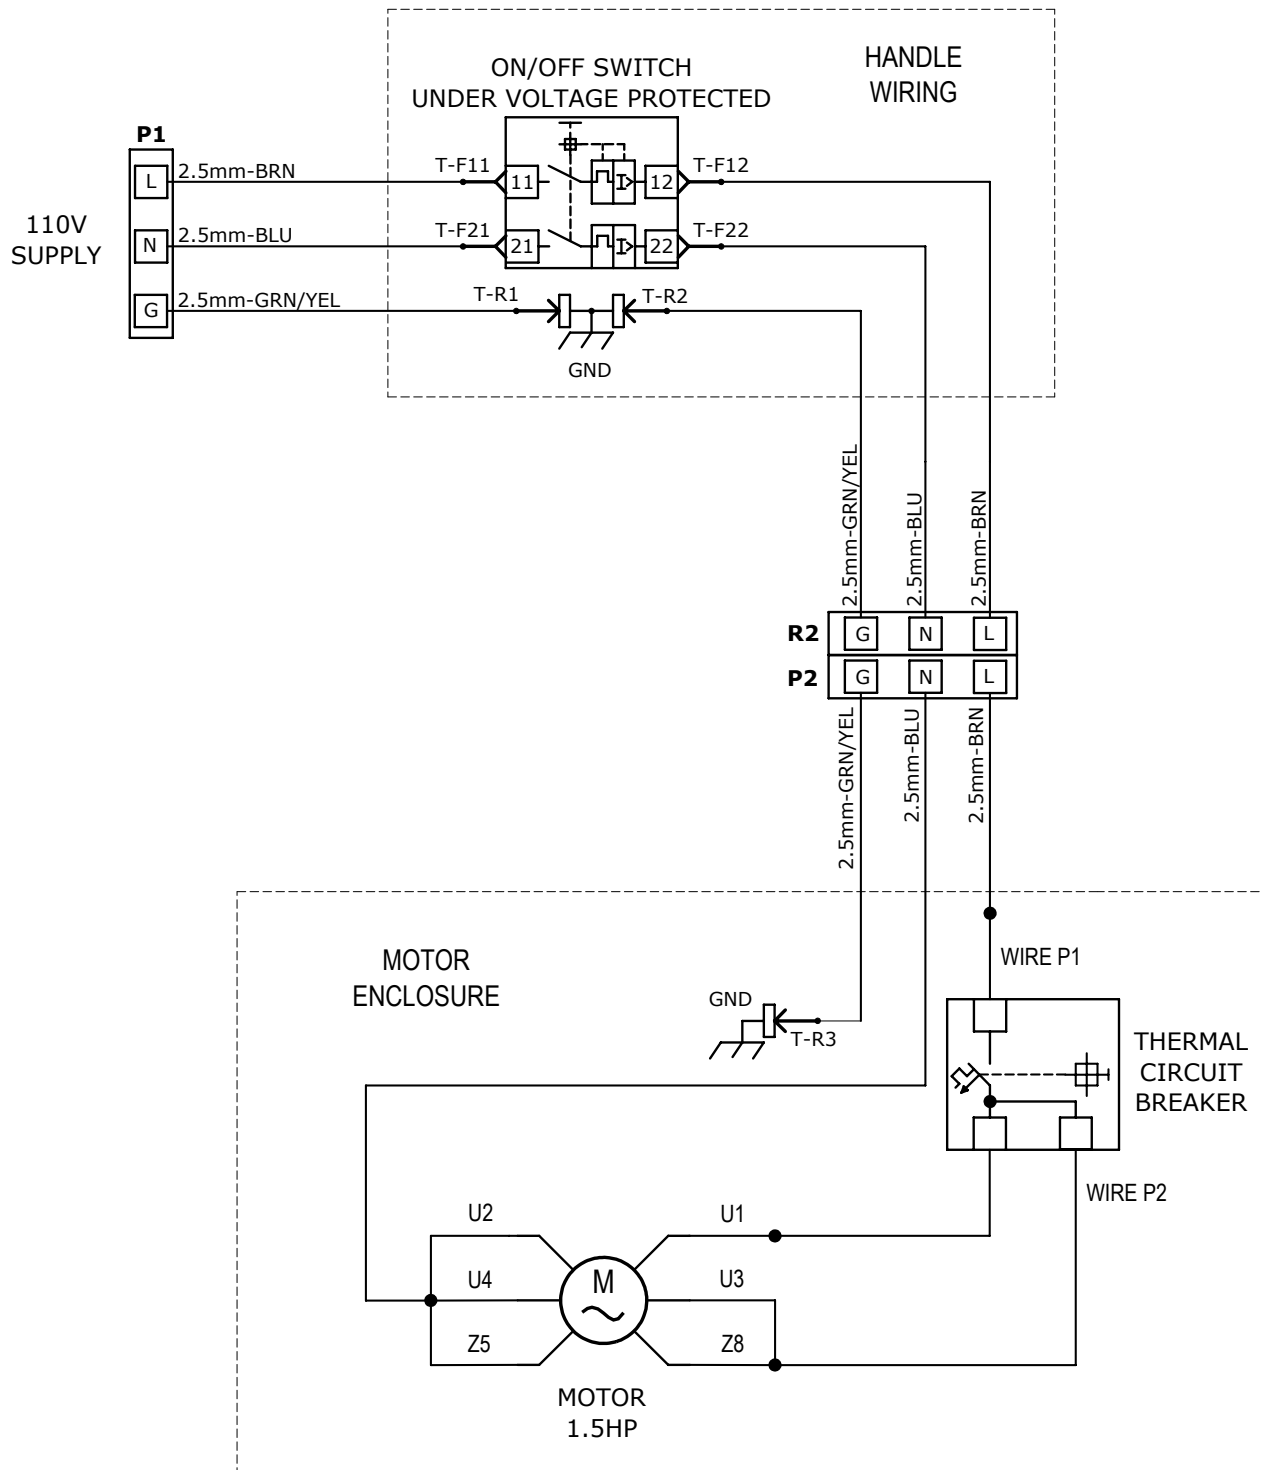 HANDLE
WIRING
ON/OFF SWITCH
UNDER VOLTAGE PROTECTED
P1
L
2.5mm-BRN
T-F11
11
12
T-F12
110V
SUPPLY
N
2.5mm-BLU
T-F21
21
22
T-F22
G
2.5mm-GRN/YEL
T-R1
T-R2
GND
2.5mm-GRN/YEL
2.5mm-BLU
2.5mm-BRN
R2
G
N
L
P2
G
N
L
2.5mm-GRN/YEL
2.5mm-BLU
2.5mm-BRN
MOTOR
ENCLOSURE
WIRE P1
GND
T-R3
THERMAL
CIRCUIT
BREAKER
WIRE P2
U2
U1
U4
M
U3
Z5
Z8
MOTOR
1.5HP